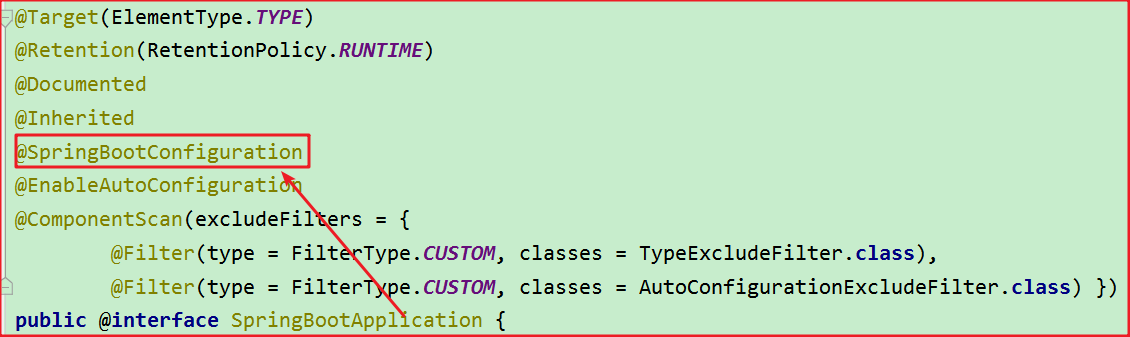 @Target(ElementType.TYPE)
@Retention(RetentionPolicy.RUNTIME)
@Documented
@Inherited
@SpringBootConfiguration
@EnableAutoConfiguration
@ComponentScan(excludeFilters = {
        @Filter(type = FilterType.CUSTOM, classes = TypeExcludeFilter.class),
        @Filter(type = FilterType.CUSTOM, classes = AutoConfigurationExcludeFilter.class) })
public @interface SpringBootApplication {